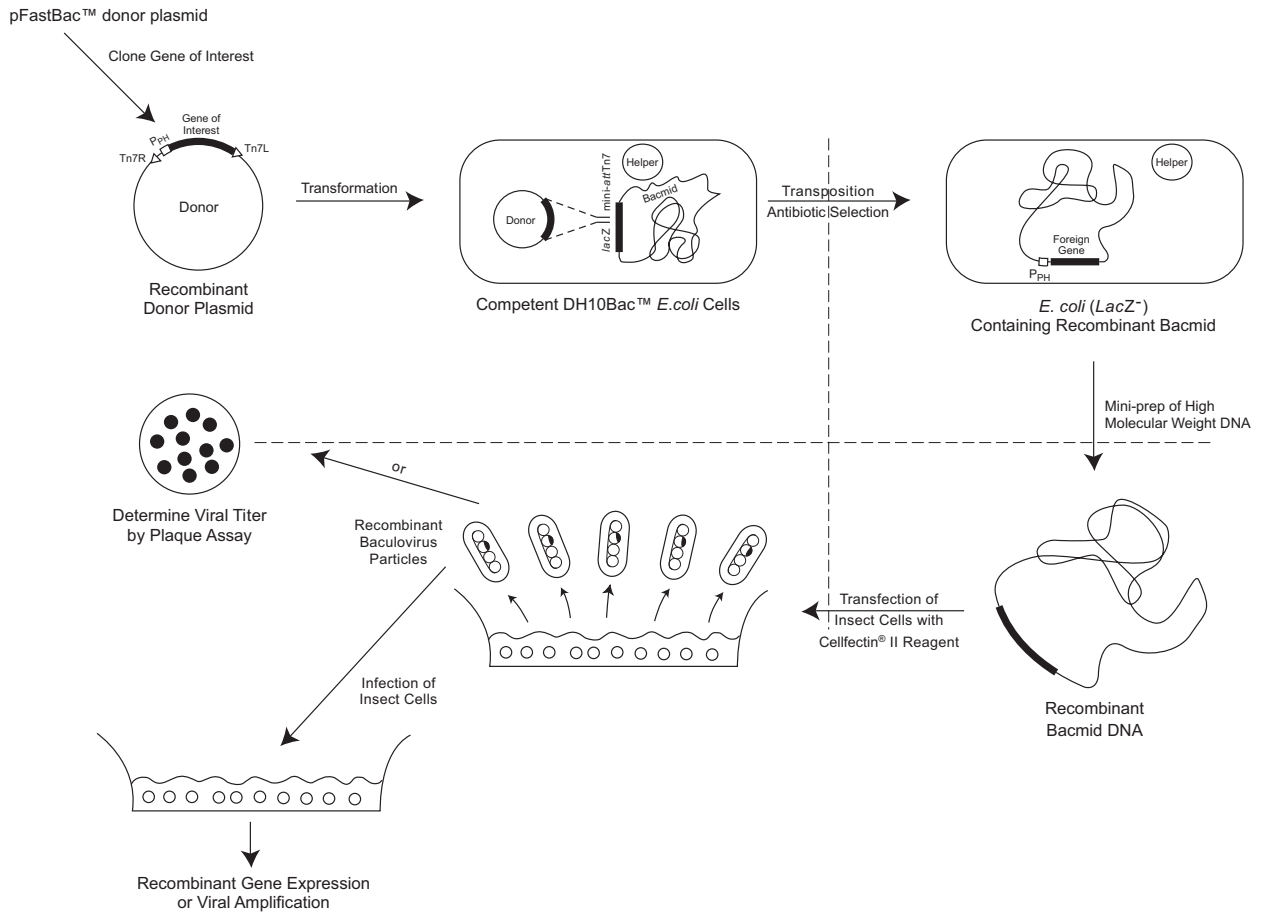 pFastBac™ donor plasmid
Clone Gene of Interest
Gene of
Interest
PPH
Tn7R
Tn7L
Donor
Recombinant
Donor Plasmid
Transformation
Donor
lacZ
mini-attTn7
Helper
Bacmid
Competent DH10Bac™ E.coli Cells
Transposition
Antibiotic Selection
Helper
Foreign
Gene
PPH
E. coli (LacZ-)
Containing Recombinant Bacmid
Mini-prep of High
Molecular Weight DNA
Recombinant
Bacmid DNA
Transfection of
Insect Cells with
Cellfectin® II Reagent
Recombinant
Baculovirus
Particles
or
Determine Viral Titer
by Plaque Assay
Infection of
Insect Cells
Recombinant Gene Expression
or Viral Amplification